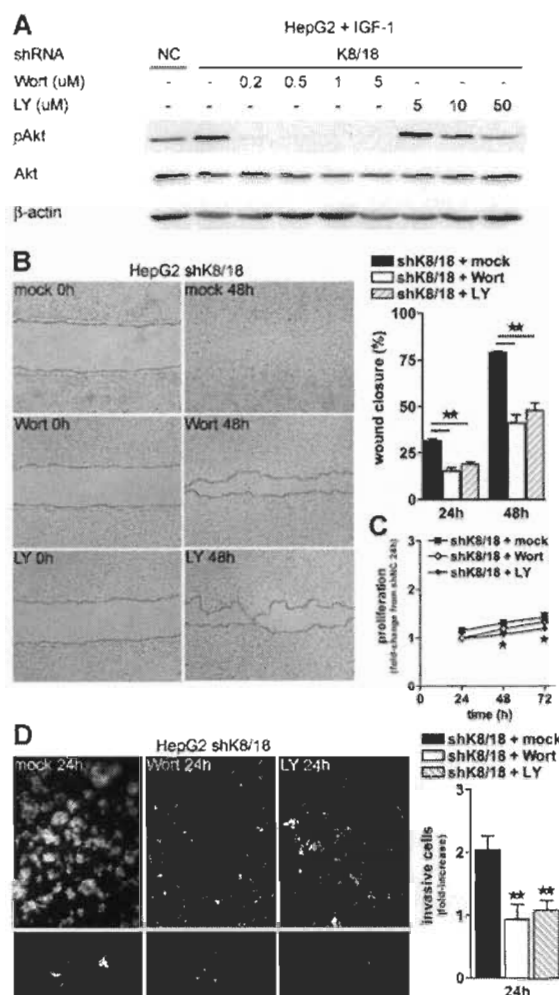 A
HepG2 + IGF-1
shRNA NC K8/18
Wort (uM) - - 0,2 0,5 1 5 - - -
LY (uM) - - - - - - 5 10 50
pAkt
Akt
β-actin
B
HepG2 shK8/18
mock 0h
mock 48h
Wort 0h
Wort 48h
LY 0h
LY 48h
shK8/18 + mock
shK8/18 + Wort
shK8/18 + LY
wound closure (%)
100
75
50
25
0
★★
★★
24h 48h
C
shK8/18 + mock
shK8/18 + Wort
shK8/18 + LY
proliferation
(fold-change from shNC 24h)
3
2
1
0
★ ★
0 24 48 72
time (h)
D
HepG2 shK8/18
mock 24h
Wort 24h
LY 24h
shK8/18 + mock
shK8/18 + Wort
shK8/18 + LY
invasive cells
(fold-increase)
3
2
1
0
★★ ★★
24h